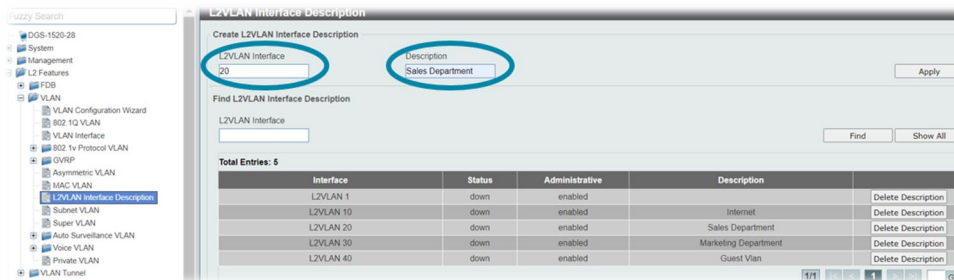 L2VLAN Interface Description
Fuzzy Search
DGS-1520-28
System
Management
L2 Features
FDB
VLAN
VLAN Configuration Wizard
802.1Q VLAN
VLAN Interface
802.1v Protocol VLAN
GVRP
Asymmetric VLAN
MAC VLAN
L2VLAN Interface Description
Subnet VLAN
Super VLAN
Auto Surveillance VLAN
Voice VLAN
Private VLAN
VLAN Tunnel
Create L2VLAN Interface Description
L2VLAN Interface Description
20 Sales Department Apply
Find L2VLAN Interface Description
L2VLAN Interface
Find Show All
Total Entries: 5
Interface Status Administrative Description
L2VLAN 1 down enabled Delete Description
L2VLAN 10 down enabled Internet Delete Description
L2VLAN 20 down enabled Sales Department Delete Description
L2VLAN 30 down enabled Marketing Department Delete Description
L2VLAN 40 down enabled Guest Vlan Delete Description
1/1 |< < 1 > >| G